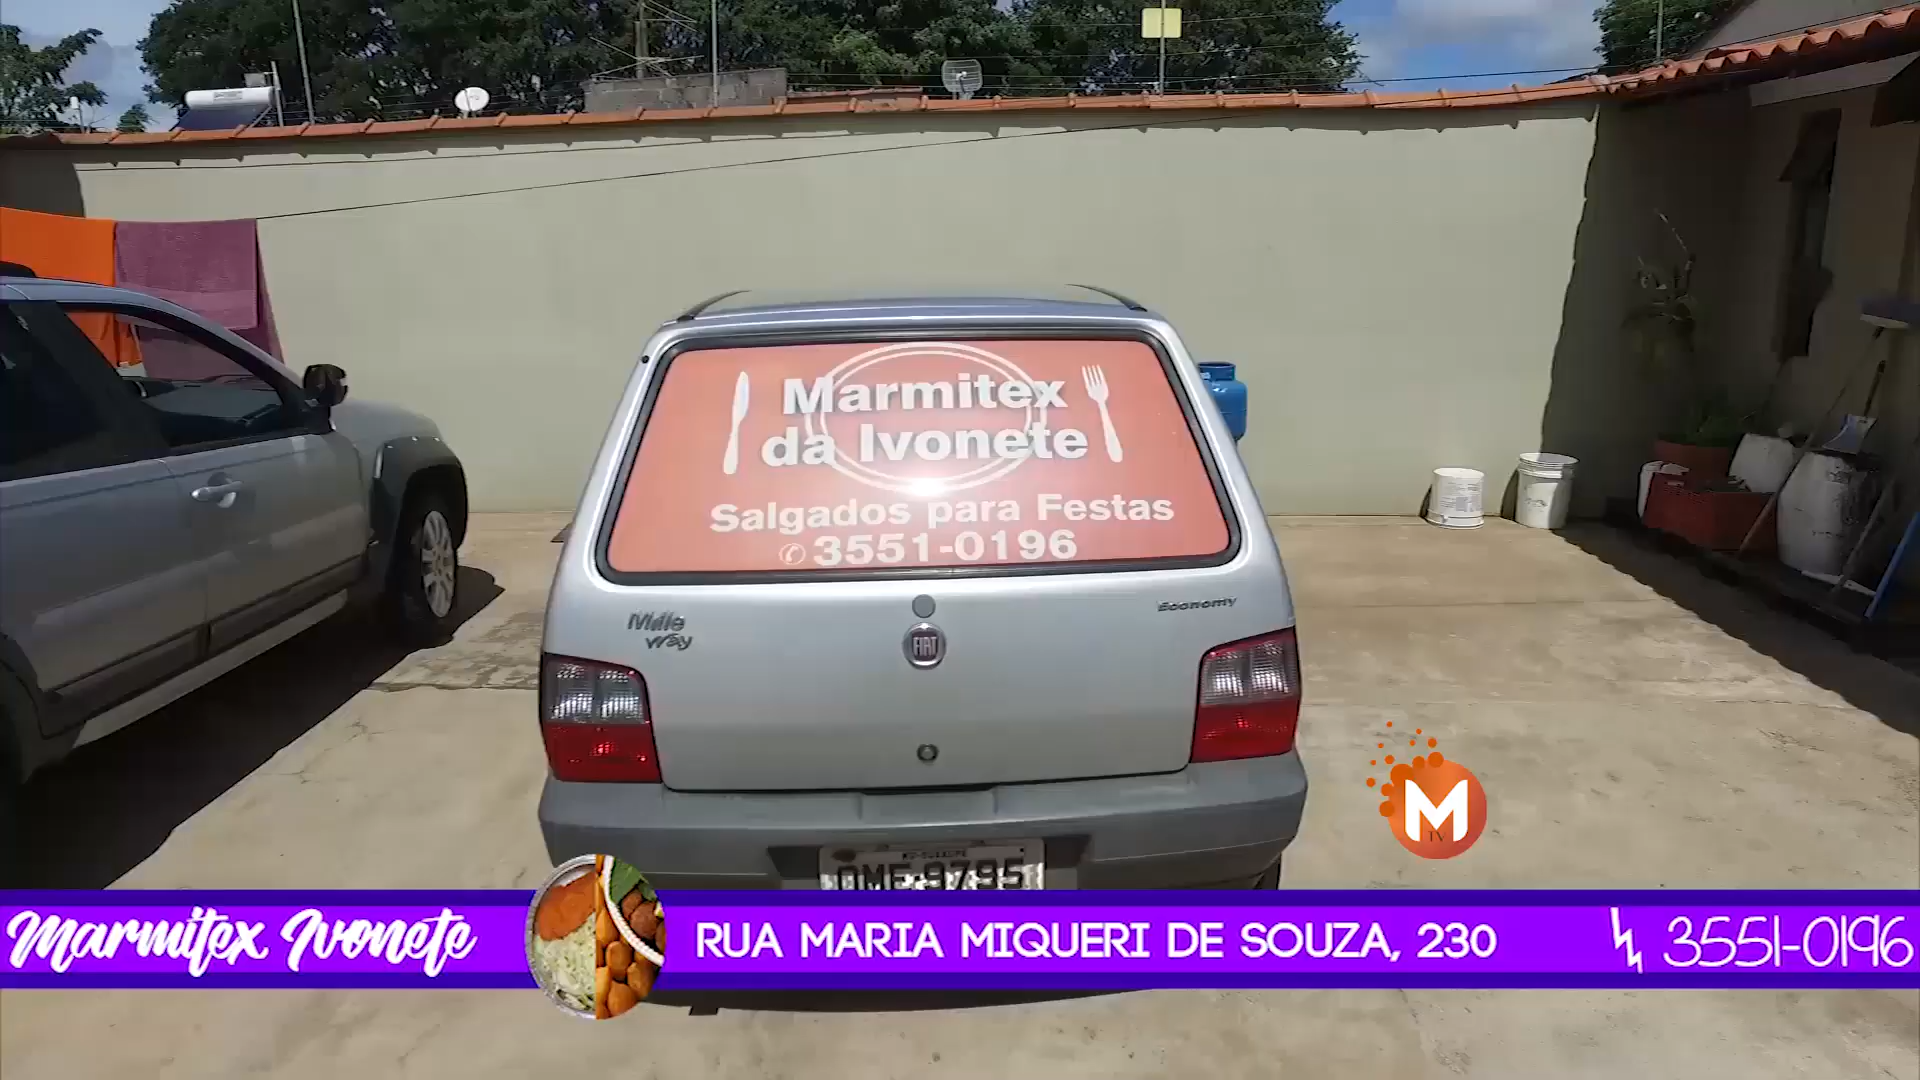 Marmitex
da Ivonete
Salgados para Festas
3551-0196
Mille
Way
Economy
FIAT
M
TV
Marmitex Ivonete
RUA MARIA MIQUERI DE SOUZA, 230
3551-0196